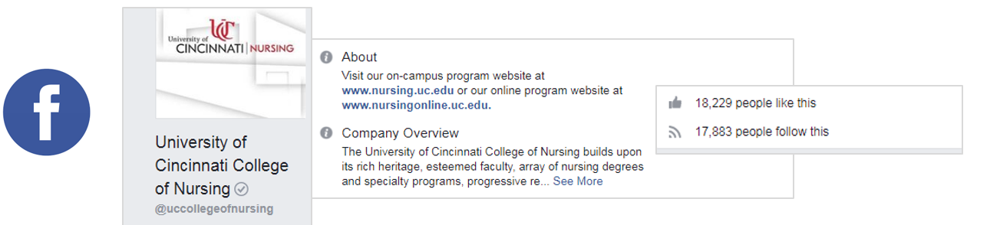 f
UC
University of
CINCINNATI | NURSING
University of
Cincinnati College
of Nursing
@uccollegeofnursing
About
Visit our on-campus program website at
www.nursing.uc.edu or our online program website at
www.nursingonline.uc.edu.
Company Overview
The University of Cincinnati College of Nursing builds upon
its rich heritage, esteemed faculty, array of nursing degrees
and specialty programs, progressive re... See More
18,229 people like this
17,883 people follow this